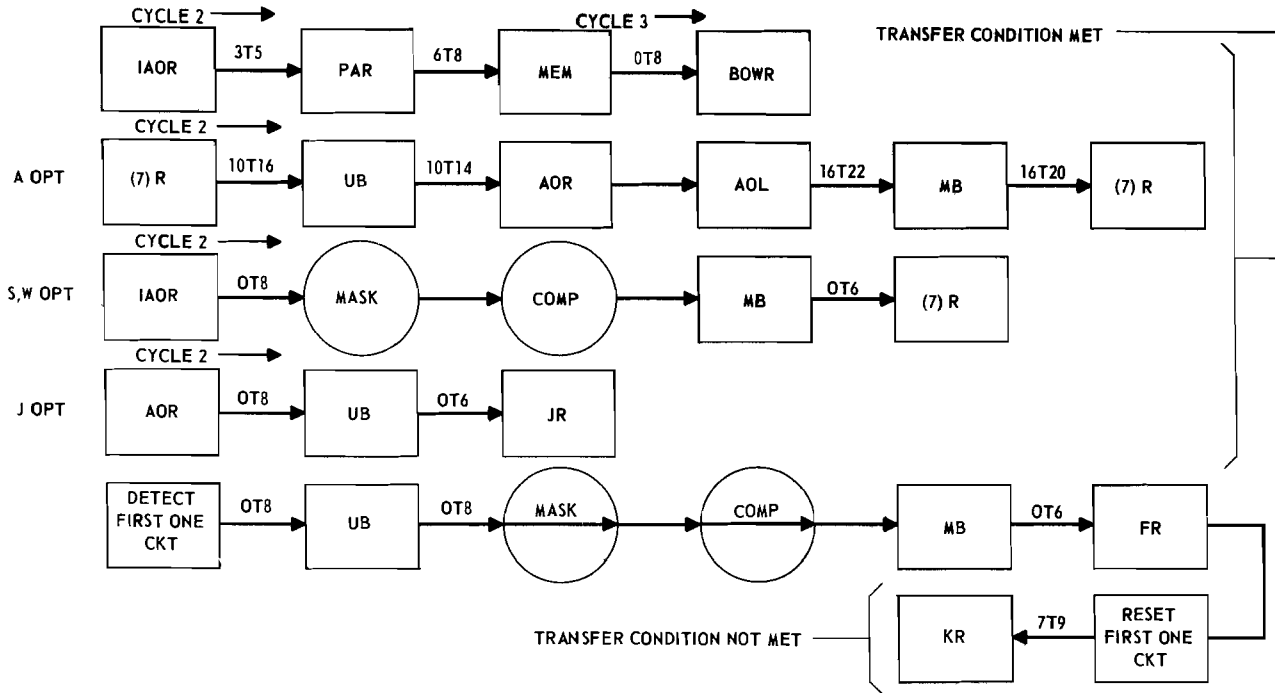 CYCLE 2 CYCLE 3
TRANSFER CONDITION MET
IAOR 3T5 PAR 6T8 MEM 0T8 BOWR
CYCLE 2
A OPT (7) R 10T16 UB 10T14 AOR AOL 16T22 MB 16T20 (7) R
CYCLE 2
S,W OPT IAOR 0T8 MASK COMP MB 0T6 (7) R
CYCLE 2
J OPT AOR 0T8 UB 0T6 JR
DETECT
FIRST ONE
CKT
0T8 UB 0T8 MASK COMP MB 0T6 FR
TRANSFER CONDITION NOT MET
KR 7T9
RESET
FIRST ONE
CKT